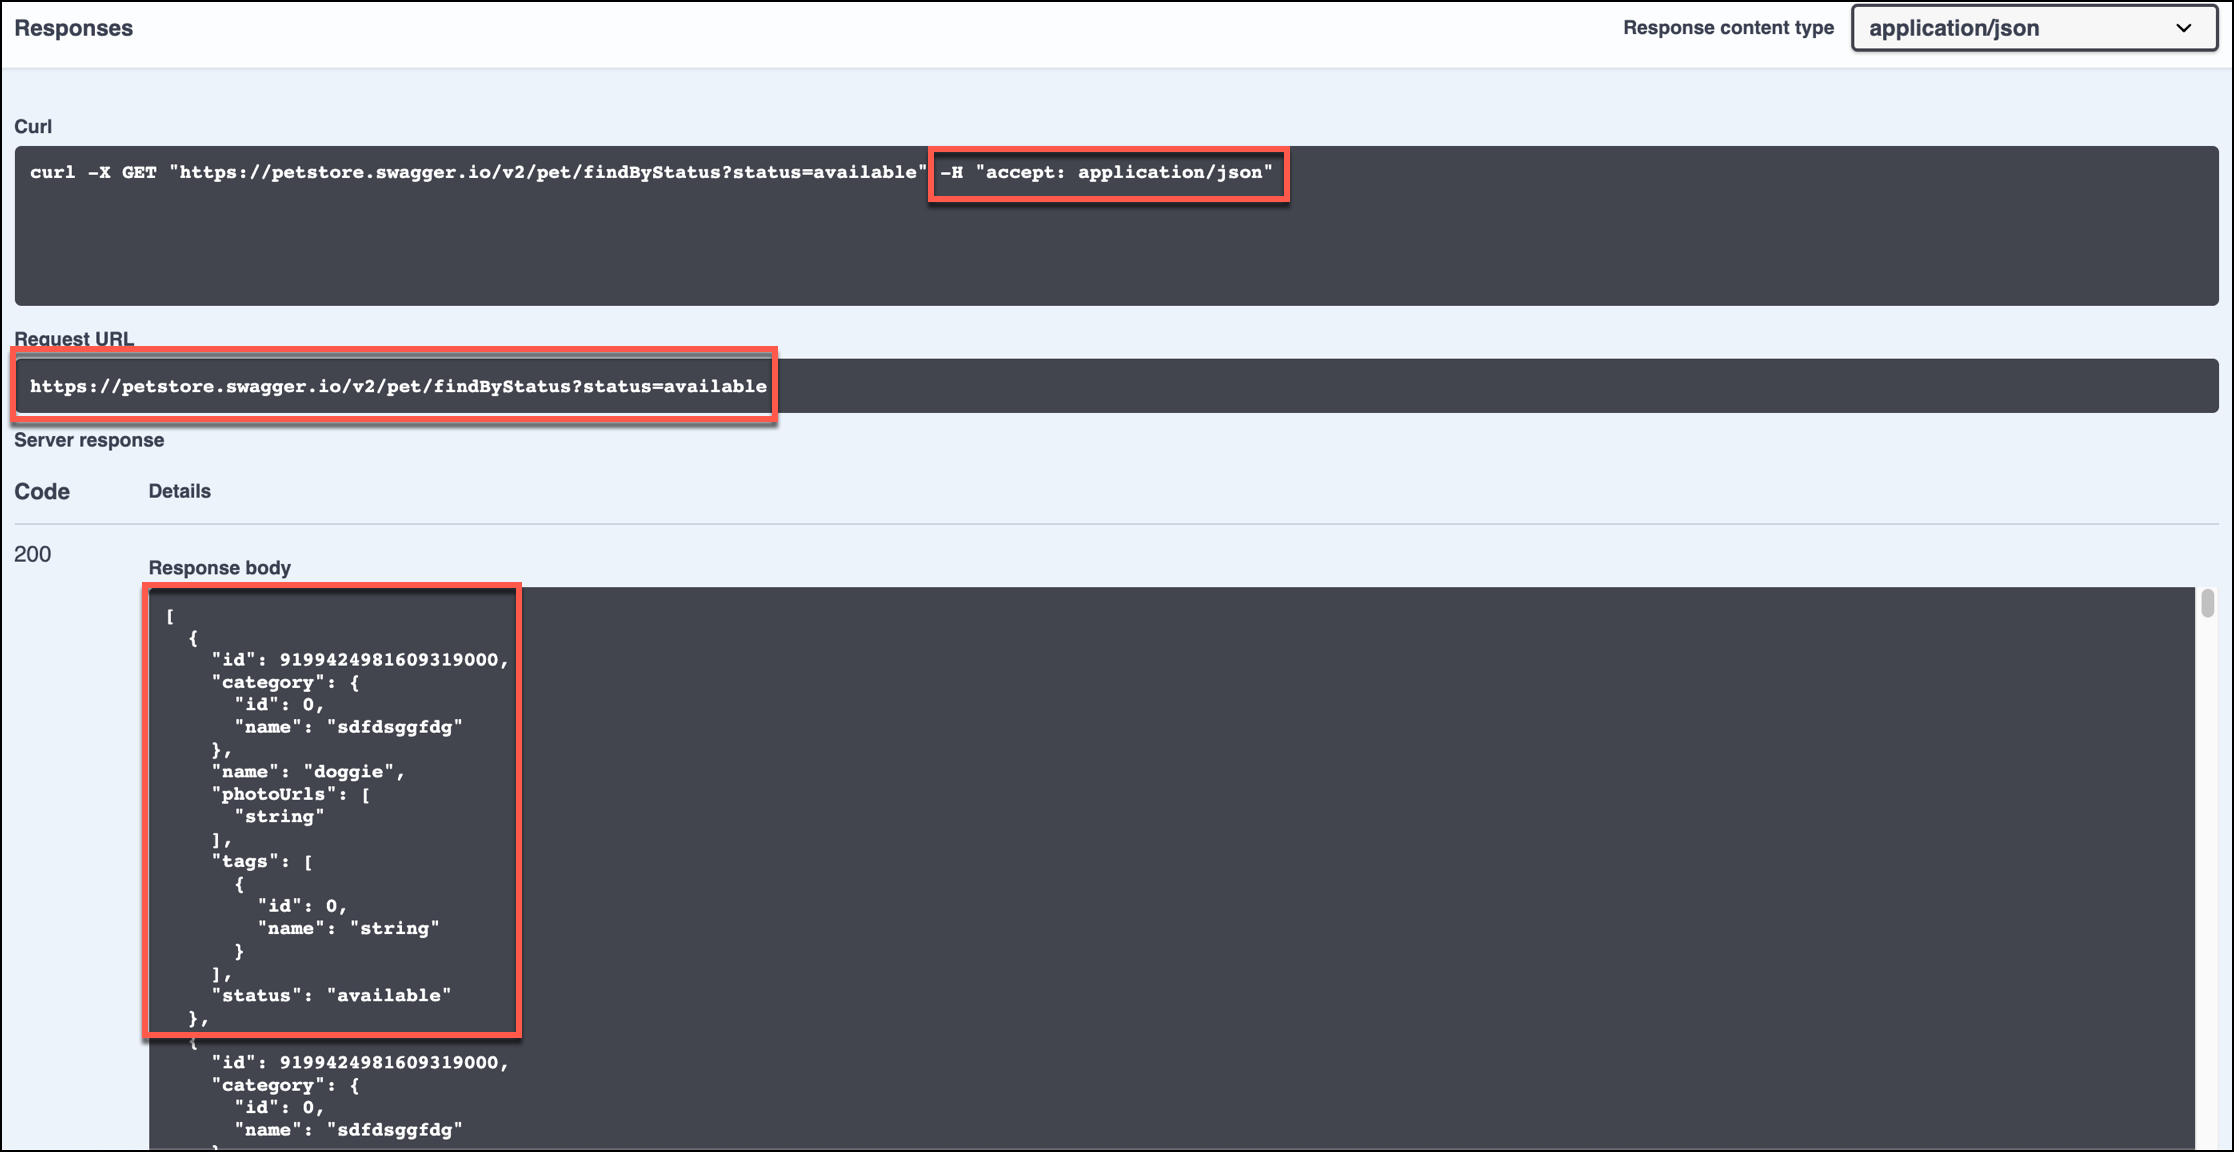 Responses
Response content type application/json
Curl
curl -X GET "https://petstore.swagger.io/v2/pet/findByStatus?status=available" -H "accept: application/json"
Request URL
https://petstore.swagger.io/v2/pet/findByStatus?status=available
Server response
Code Details
200
Response body
[
{
"id": 9199424981609319000,
"category": {
"id": 0,
"name": "sdfdsggfdg"
},
"name": "doggie",
"photoUrls": [
"string"
],
"tags": [
{
"id": 0,
"name": "string"
}
],
"status": "available"
},
{
"id": 9199424981609319000,
"category": {
"id": 0,
"name": "sdfdsggfdg"